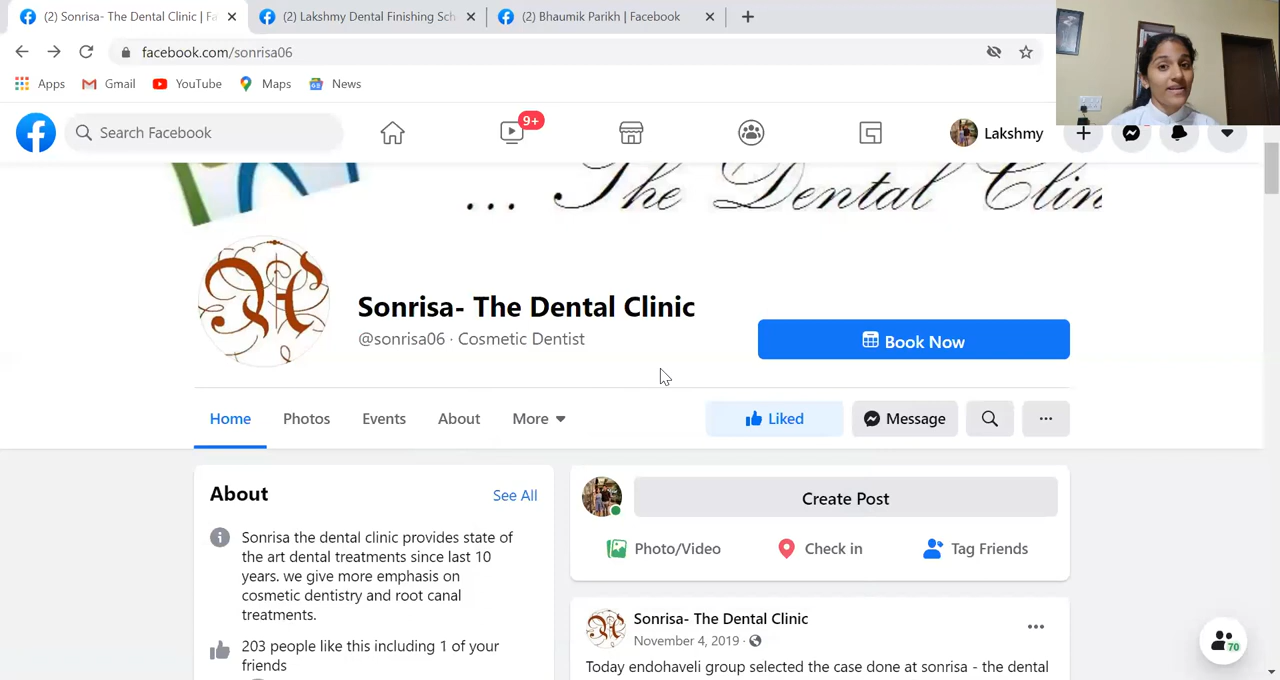 (2) Sonrisa- The Dental Clinic | Fa
(2) Lakshmy Dental Finishing Sch
(2) Bhaumik Parikh | Facebook
facebook.com/sonrisa06
Apps
Gmail
YouTube
Maps
News
Search Facebook
9+
Lakshmy
... The Dental Clin
Sonrisa- The Dental Clinic
@sonrisa06 · Cosmetic Dentist
Book Now
Home
Photos
Events
About
More
Liked
Message
About
See All
Create Post
Photo/Video
Check in
Tag Friends
Sonrisa the dental clinic provides state of
the art dental treatments since last 10
years. we give more emphasis on
cosmetic dentistry and root canal
treatments.
203 people like this including 1 of your
friends
Sonrisa- The Dental Clinic
November 4, 2019 ·
Today endohaveli group selected the case done at sonrisa - the dental
70